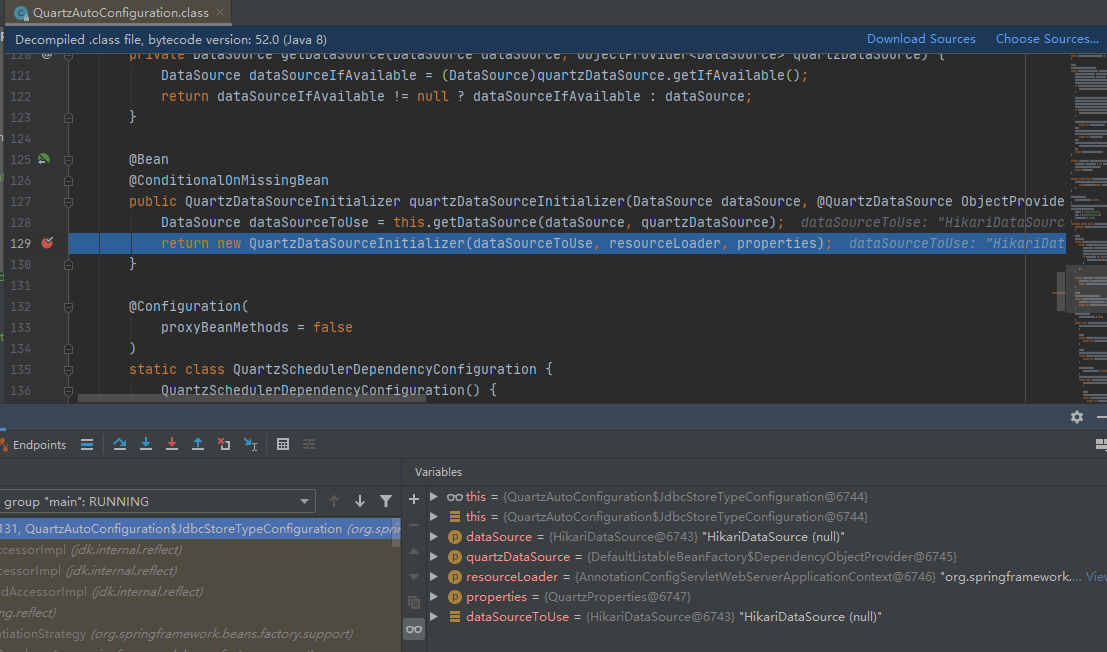 QuartzAutoConfiguration.class
Decompiled .class file, bytecode version: 52.0 (Java 8)
Download Sources
Choose Sources...
120 private DataSource getDataSource(DataSource dataSource, ObjectProvider<DataSource> quartzDataSource) {
121 DataSource dataSourceIfAvailable = (DataSource)quartzDataSource.getIfAvailable();
122 return dataSourceIfAvailable != null ? dataSourceIfAvailable : dataSource;
123 }
124
125 @Bean
126 @ConditionalOnMissingBean
127 public QuartzDataSourceInitializer quartzDataSourceInitializer(DataSource dataSource, @QuartzDataSource ObjectProvide
128 DataSource dataSourceToUse = this.getDataSource(dataSource, quartzDataSource); dataSourceToUse: "HikariDataSourc
129 return new QuartzDataSourceInitializer(dataSourceToUse, resourceLoader, properties); dataSourceToUse: "HikariDat
130 }
131
132 @Configuration(
133 proxyBeanMethods = false
134 )
135 static class QuartzSchedulerDependencyConfiguration {
136 QuartzSchedulerDependencyConfiguration() {
Endpoints
Variables
group "main": RUNNING
131, QuartzAutoConfiguration$JdbcStoreTypeConfiguration (org.spri
ccessorImpl (jdk.internal.reflect)
cessorImpl (jdk.internal.reflect)
dAccessorImpl (jdk.internal.reflect)
ng.reflect)
ntiationStrategy (org.springframework.beans.factory.support)
this = {QuartzAutoConfiguration$JdbcStoreTypeConfiguration@6744}
this = {QuartzAutoConfiguration$JdbcStoreTypeConfiguration@6744}
dataSource = {HikariDataSource@6743} "HikariDataSource (null)"
quartzDataSource = {DefaultListableBeanFactory$DependencyObjectProvider@6745}
resourceLoader = {AnnotationConfigServletWebServerApplicationContext@6746} "org.springframework.... View
properties = {QuartzProperties@6747}
dataSourceToUse = {HikariDataSource@6743} "HikariDataSource (null)"